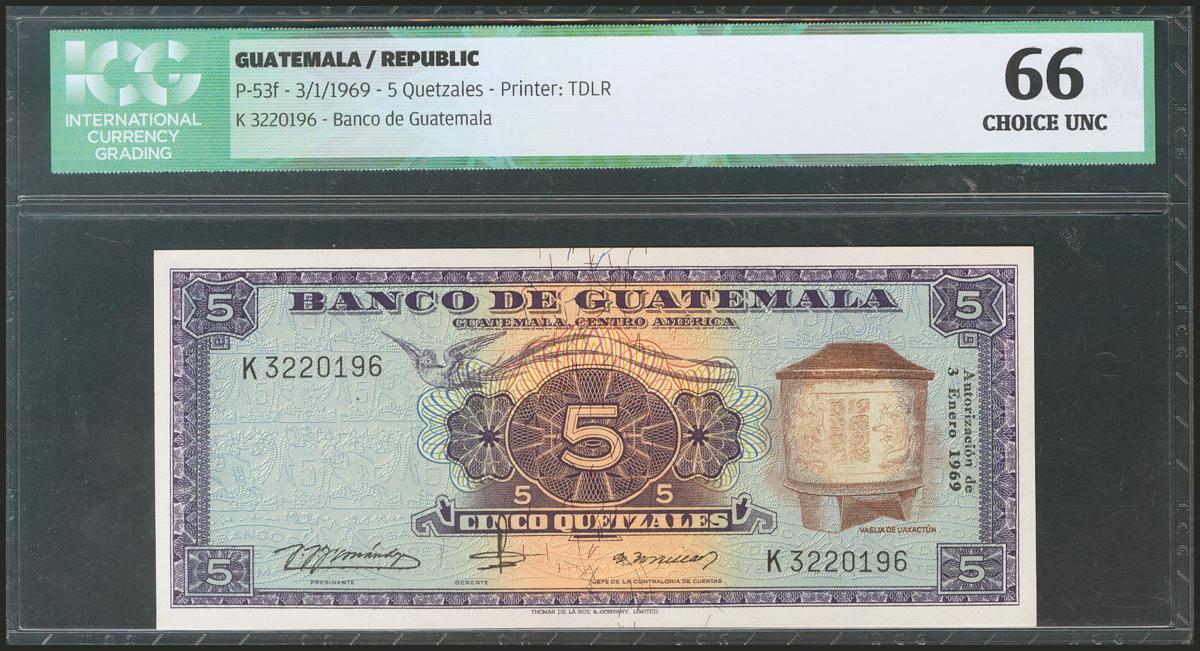 ICG
INTERNATIONAL
CURRENCY
GRADING
GUATEMALA / REPUBLIC
P-53f - 3/1/1969 - 5 Quetzales - Printer: TDLR
K 3220196 - Banco de Guatemala
66
CHOICE UNC
5
BANCO DE GUATEMALA
5
GUATEMALA, CENTRO AMÉRICA
K 3220196
Autorización de
3 Enero 1969
5
5
5
CINCO QUETZALES
VASIJA DE UAXACTÚN
K 3220196
5
PRESIDENTE
GERENTE
JEFE DE LA CONTRALORIA DE CUENTAS
5
THOMAS DE LA RUE & COMPANY, LIMITED.